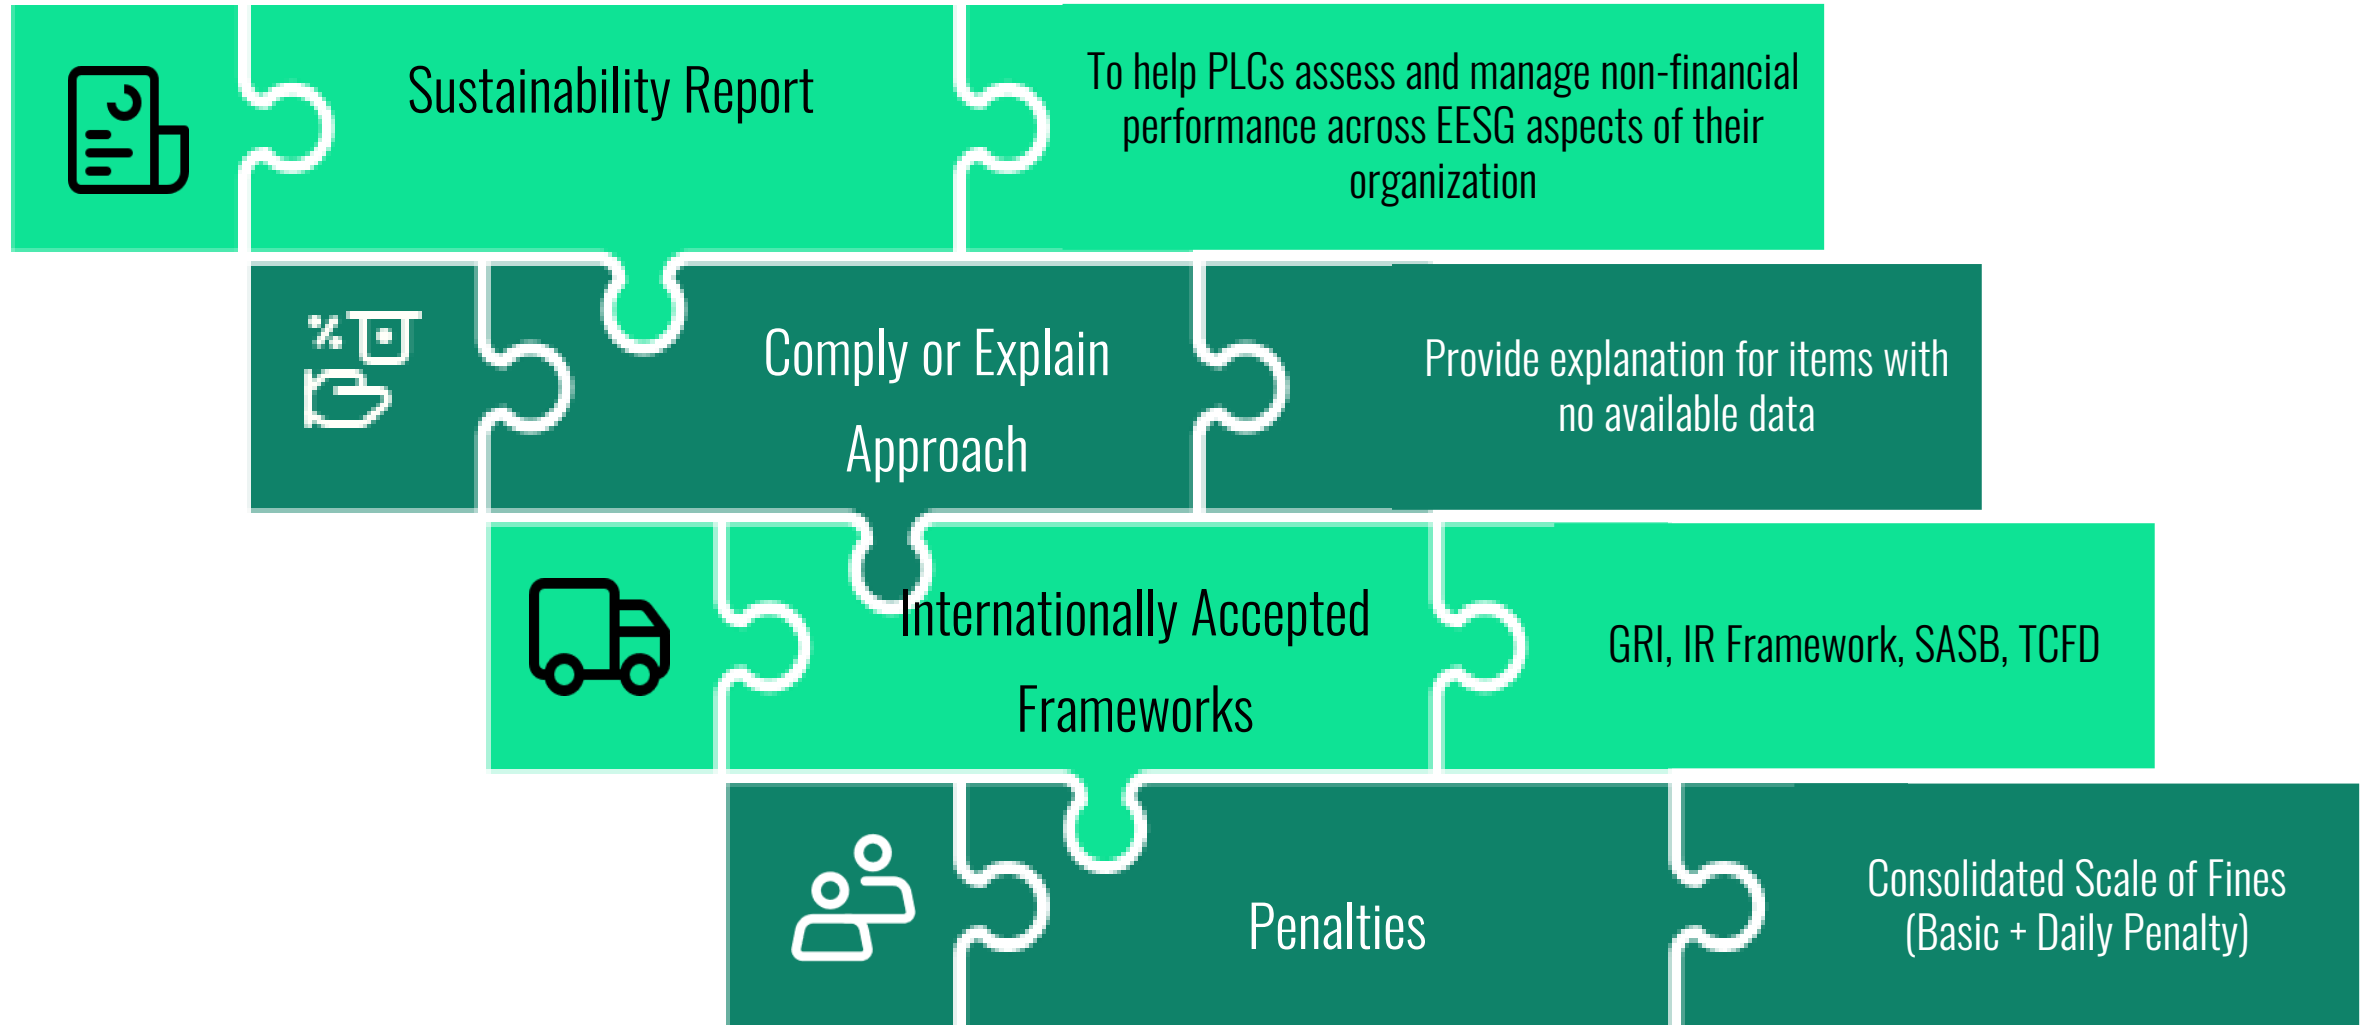 Sustainability Report
To help PLCs assess and manage non-financial
performance across EESG aspects of their
organization
Comply or Explain
Approach
Provide explanation for items with
no available data
Internationally Accepted
Frameworks
GRI, IR Framework, SASB, TCFD
Penalties
Consolidated Scale of Fines
(Basic + Daily Penalty)